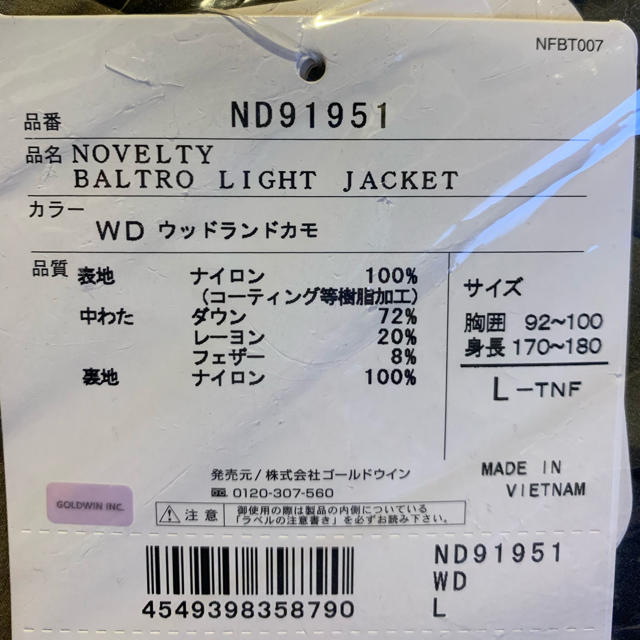 NFBT007
品番 ND91951
品名 NOVELTY
BALTRO LIGHT JACKET
カラー
WD ウッドランドカモ
品質 表地 ナイロン 100%
(コーティング等樹脂加工)
中わた ダウン 72%
レーヨン 20%
フェザー 8%
裏地 ナイロン 100%
サイズ
胸囲 92~100
身長 170~180
L-TNF
発売元/株式会社ゴールドウイン
0120-307-560
MADE IN
VIETNAM
GOLDWIN INC.
注意 御使用の際は製品の内側についている
「ラベルの注意書き」を必ずお読み下さい。
4549398358790
ND91951
WD
L